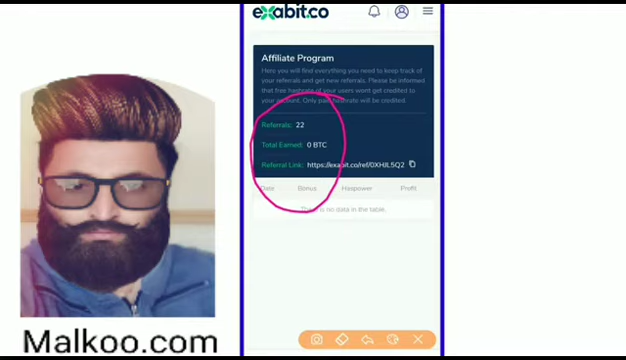 exabit.co
Affiliate Program
Here you will find everything you need to keep track of
your referrals and get new referrals. Please be informed
that free hashrate of your users wont get credited to
your account. Only paid hashrate will be credited.
Referrals: 22
Total Earned: 0 BTC
Referral Link: https://exabit.co/ref/0XHJL5Q2
Date Bonus Haspower Profit
There is no data in the table.
Malkoo.com